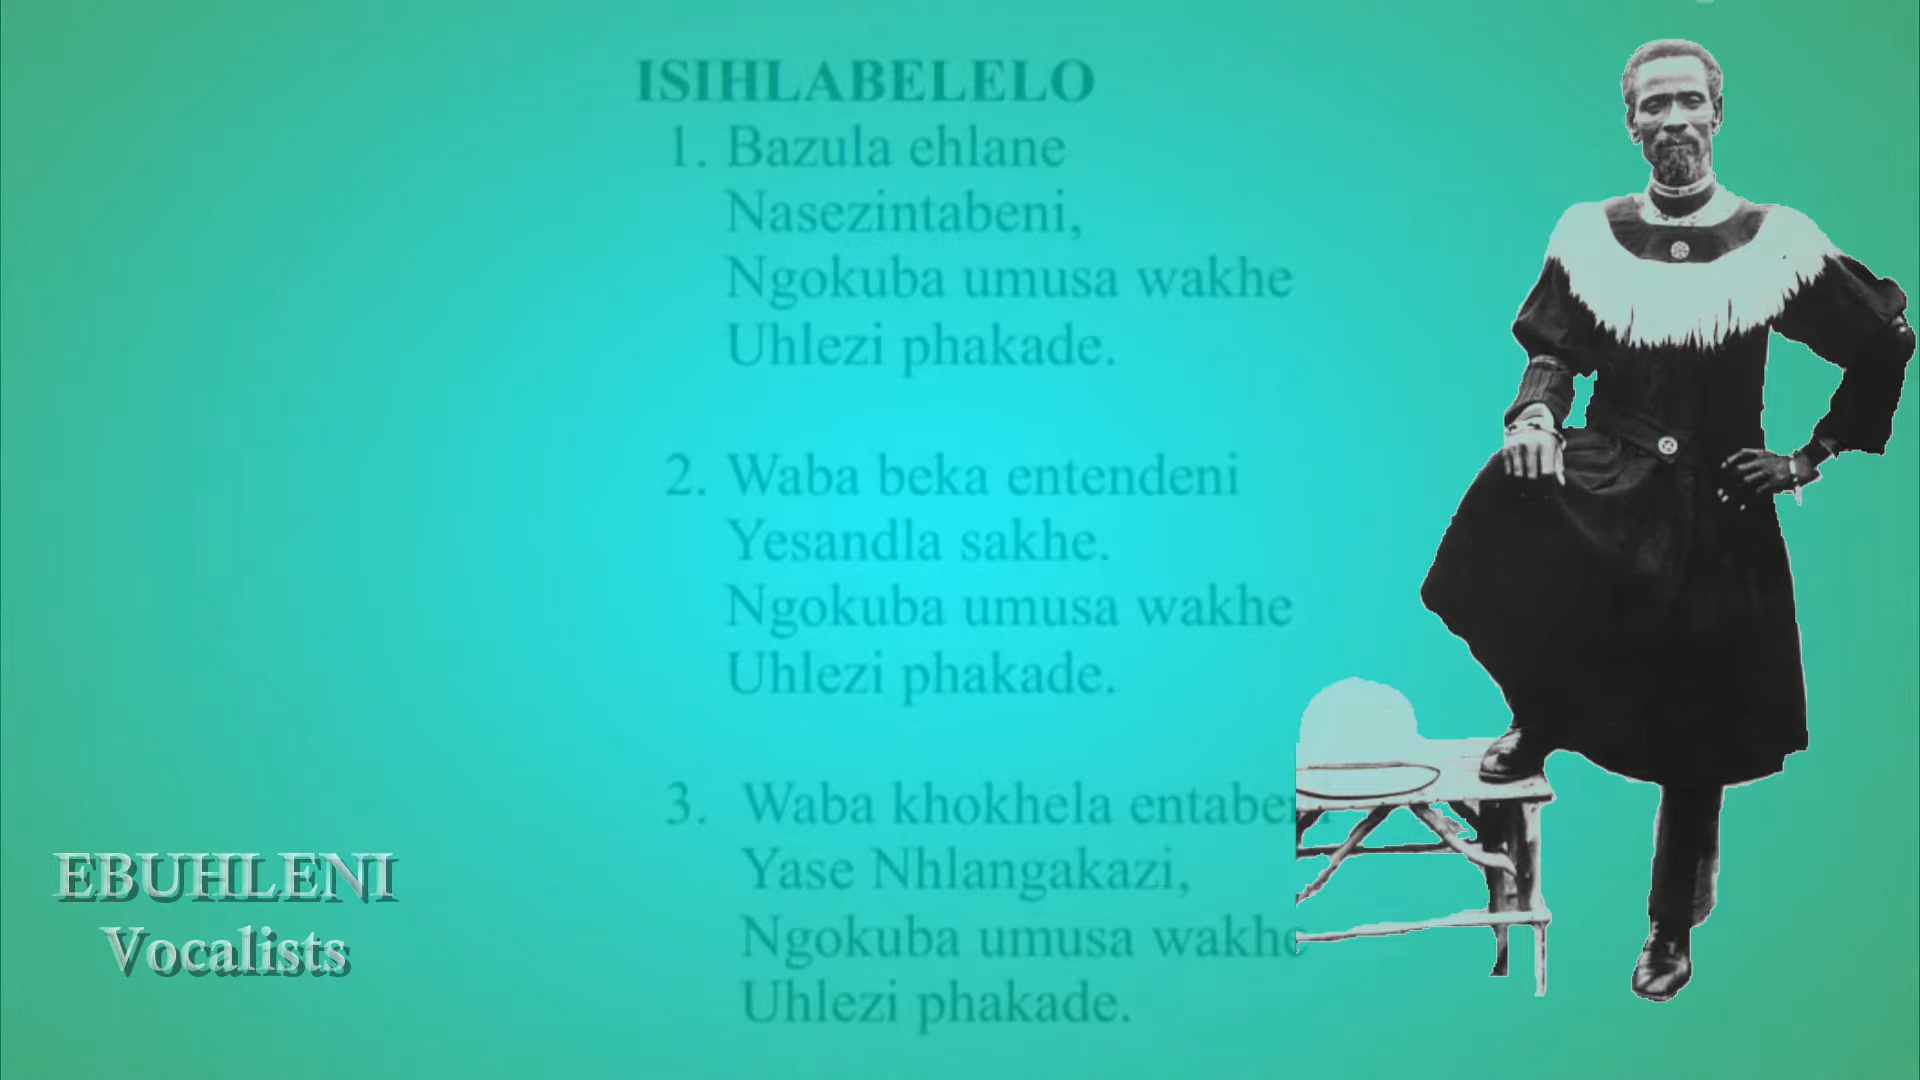 ISIHLABELELO
1. Bazula ehlane
Nasezintabeni,
Ngokuba umusa wakhe
Uhlezi phakade.
2. Waba beka entendeni
Yesandla sakhe.
Ngokuba umusa wakhe
Uhlezi phakade.
3. Waba khokhela
Yase Nhlangakazi,
Ngokuba umusa wakhe
Uhlezi phakade.
EBUHLENI
Vocalists